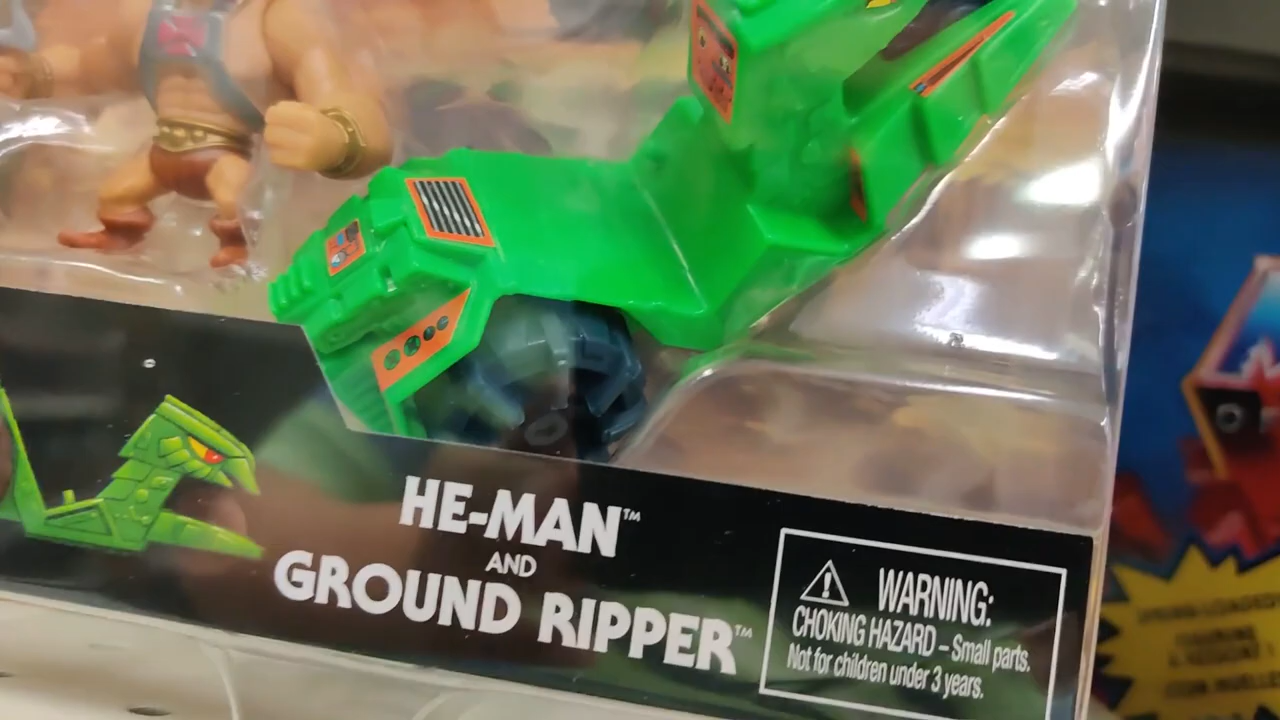 HE-MAN™
AND
GROUND RIPPER™
WARNING:
CHOKING HAZARD – Small parts.
Not for children under 3 years.